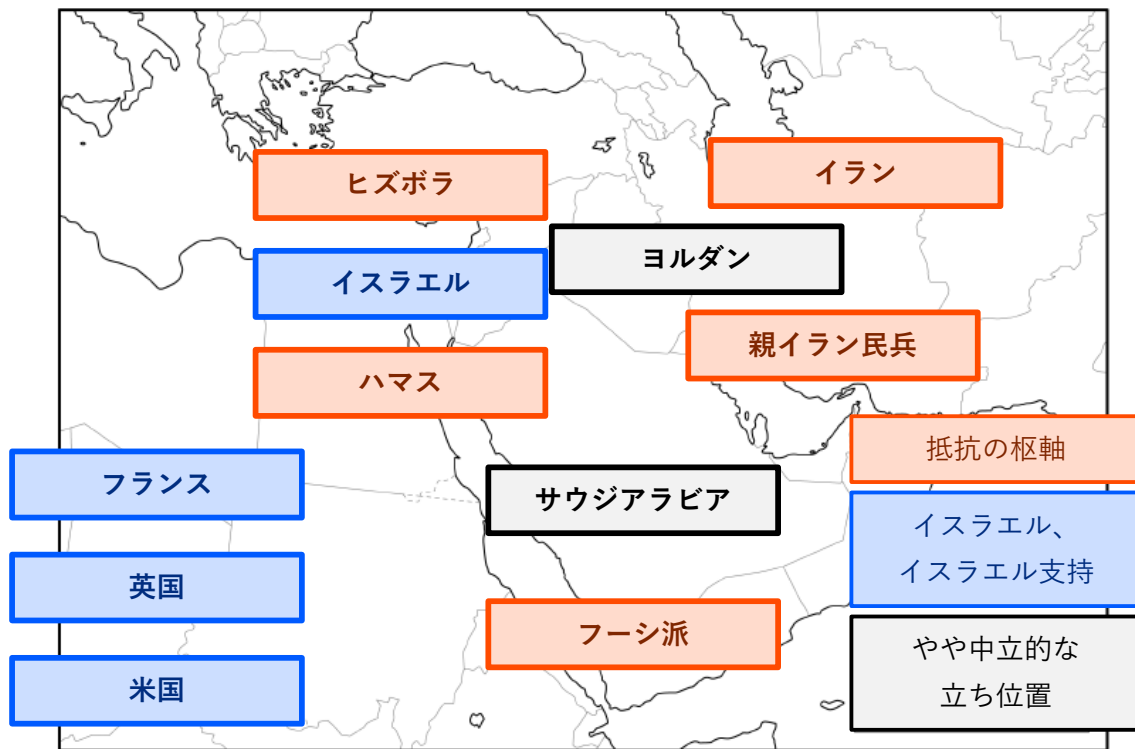 ヒズボラ
イラン
イスラエル
ヨルダン
ハマス
親イラン民兵
フランス
サウジアラビア
抵抗の枢軸
英国
イスラエル、
イスラエル支持
フーシ派
米国
やや中立的な
立ち位置